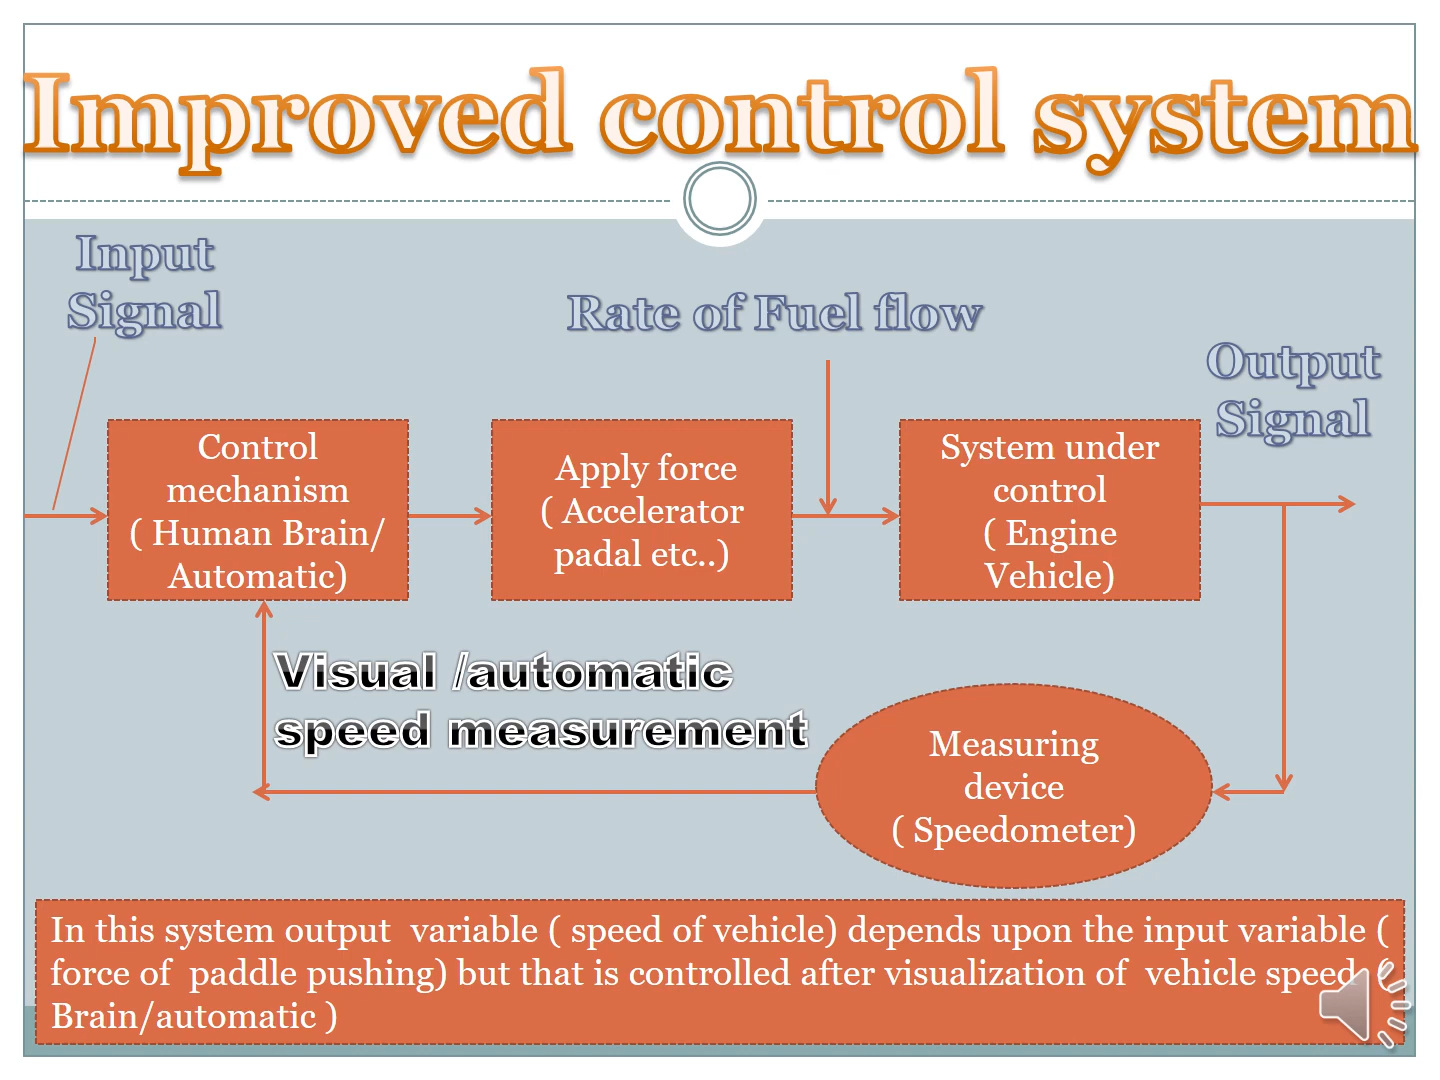 Improved control system
Input
Signal
Rate of Fuel flow
Output
Signal
Control
mechanism
( Human Brain/
Automatic)
Apply force
( Accelerator
padal etc..)
System under
control
( Engine
Vehicle)
Visual /automatic
speed measurement
Measuring
device
( Speedometer)
In this system output  variable ( speed of vehicle) depends upon the input variable (
force of  paddle pushing) but that is controlled after visualization of  vehicle speed  (
Brain/automatic )